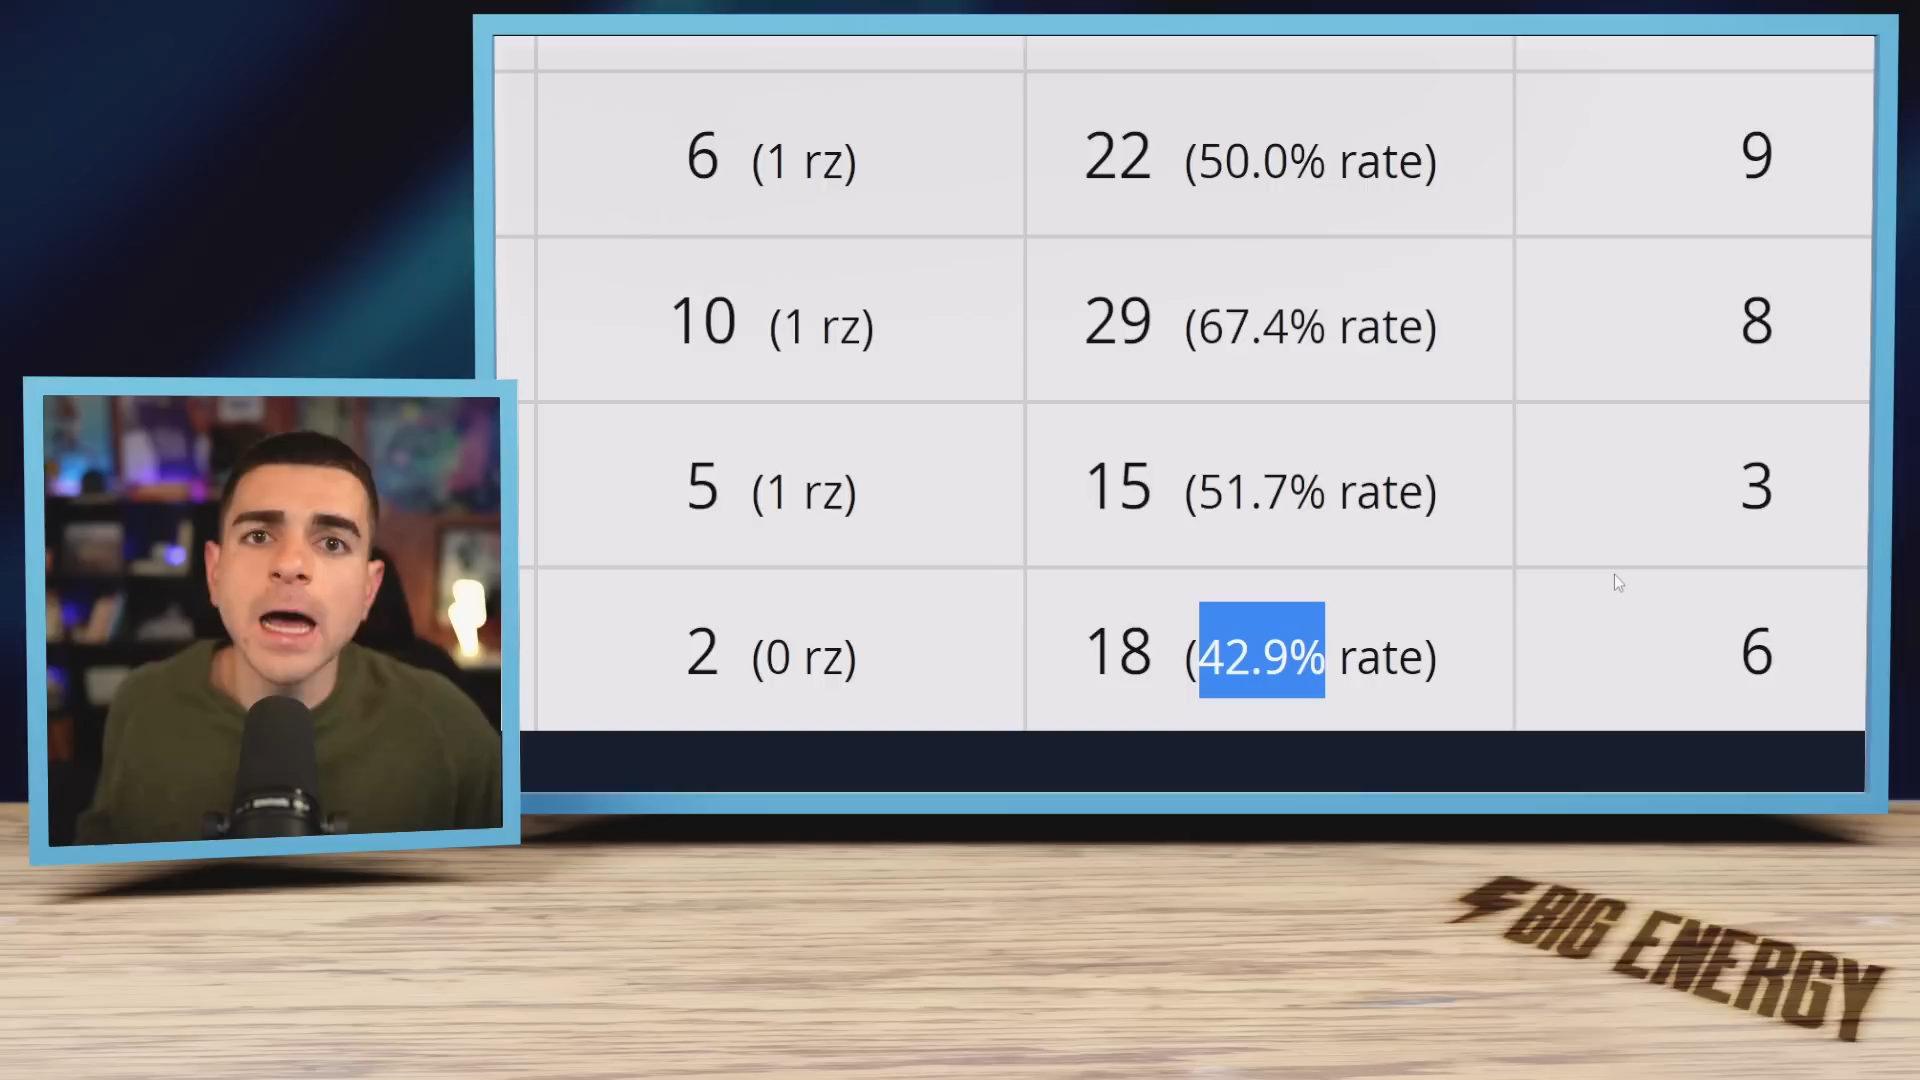 6 (1 rz) 22 (50.0% rate) 9
10 (1 rz) 29 (67.4% rate) 8
5 (1 rz) 15 (51.7% rate) 3
2 (0 rz) 18 (42.9% rate) 6
BIG ENERGY